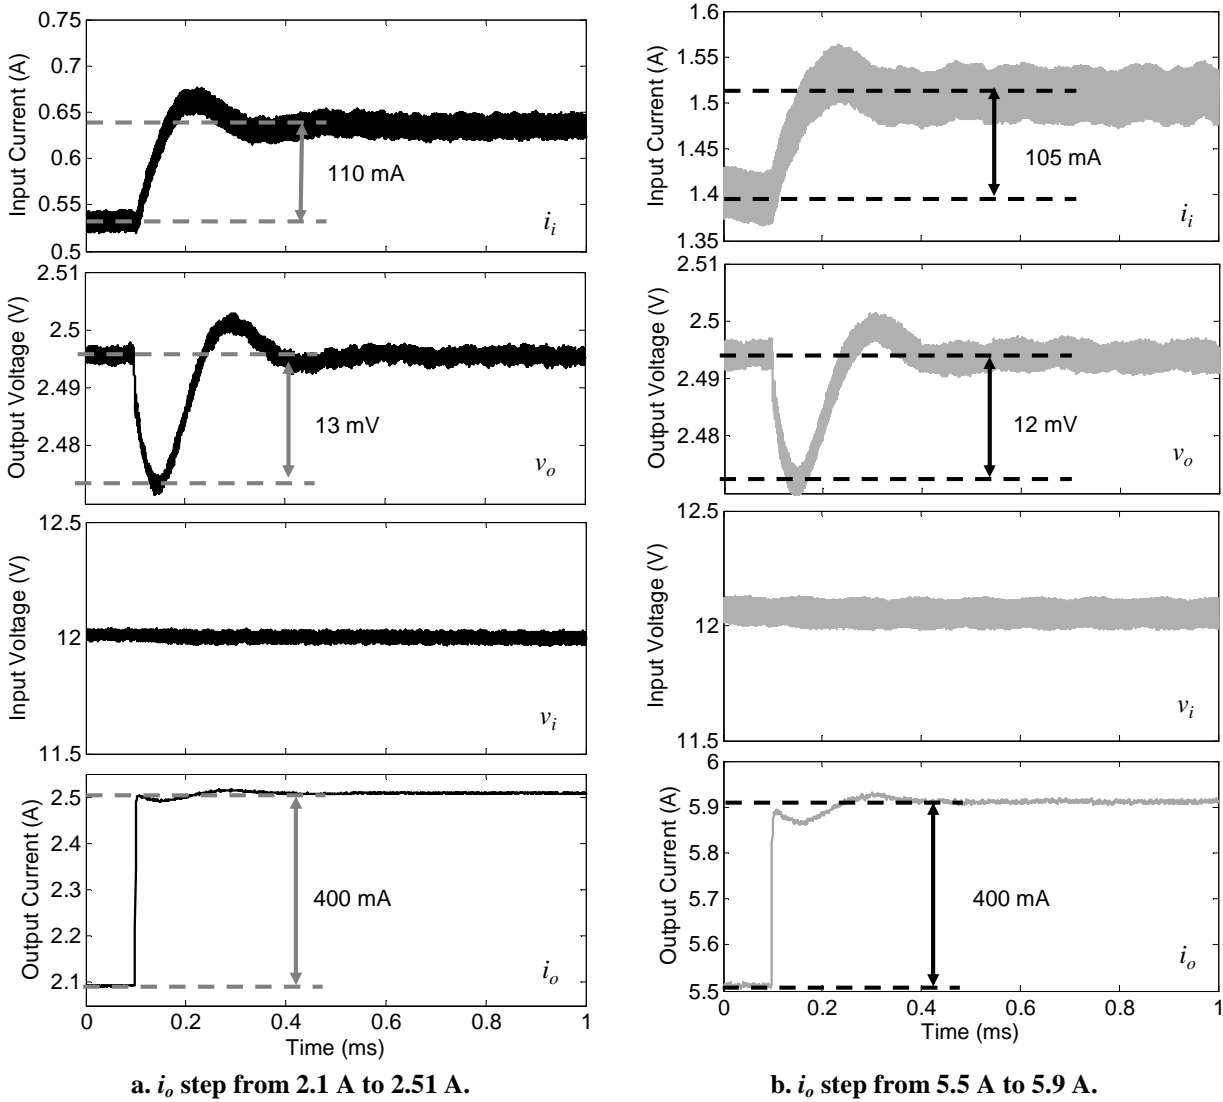 0.75
0.7
0.65
0.6
0.55
0.5
Input Current (A)
110 mA
i_i
2.51
2.5
2.49
2.48
Output Voltage (V)
13 mV
v_o
12.5
12
11.5
Input Voltage (V)
v_i
2.5
2.4
2.3
2.2
2.1
Output Current (A)
400 mA
i_o
0 0.2 0.4 0.6 0.8 1
Time (ms)
a. i_o step from 2.1 A to 2.51 A.
1.6
1.55
1.5
1.45
1.4
1.35
Input Current (A)
105 mA
i_i
2.51
2.5
2.49
2.48
Output Voltage (V)
12 mV
v_o
12.5
12
11.5
Input Voltage (V)
v_i
6
5.9
5.8
5.7
5.6
5.5
Output Current (A)
400 mA
i_o
0 0.2 0.4 0.6 0.8 1
Time (ms)
b. i_o step from 5.5 A to 5.9 A.